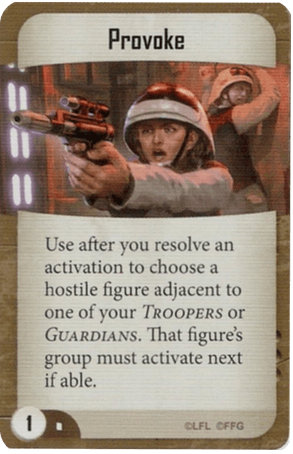 Provoke
Use after you resolve an
activation to choose a
hostile figure adjacent to
one of your TROOPERS or
GUARDIANS. That figure's
group must activate next
if able.
1
©LFL ©FFG